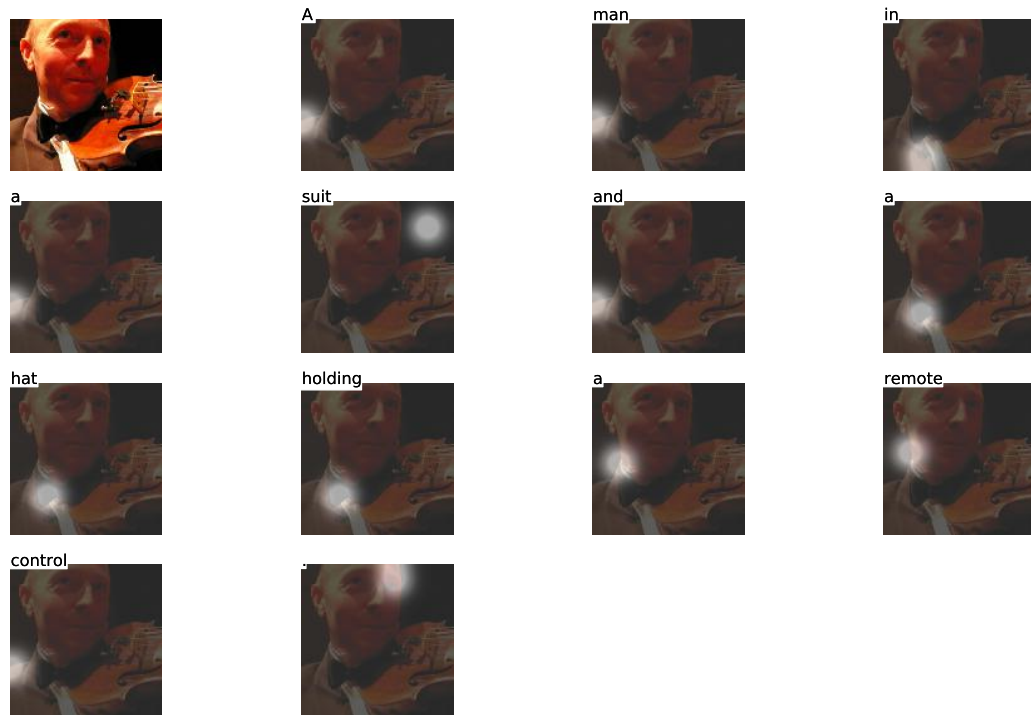 A man in
a suit and a
hat holding a remote
control .